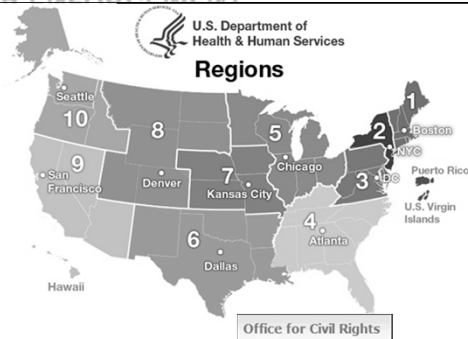 U.S. Department of
Health & Human Services
Regions
Seattle
10
8
5
1
2
Boston
NYC
9
San
Francisco
Denver
7
Kansas City
Chicago
3
DC
Puerto Rico
U.S. Virgin
Islands
6
4
Atlanta
Dallas
Hawaii
Office for Civil Rights